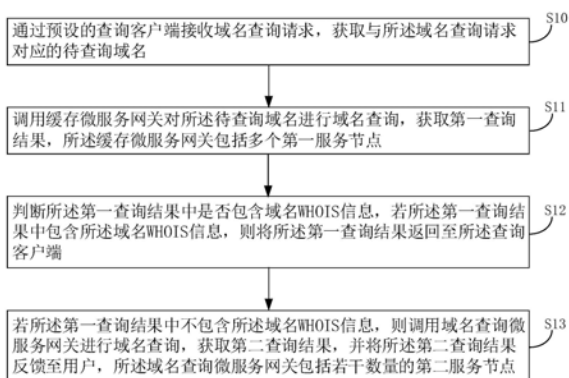 通过预设的查询客户端接收域名查询请求，获取与所述域名查询请求
对应的待查询域名
S10
调用缓存微服务网关对所述待查询域名进行域名查询，获取第一查询
结果，所述缓存微服务网关包括多个第一服务节点
S11
判断所述第一查询结果中是否包含域名WHOIS信息，若所述第一查询结
果中包含所述域名WHOIS信息，则将所述第一查询结果返回至所述查询
客户端
S12
若所述第一查询结果中不包含所述域名WHOIS信息，则调用域名查询微
服务网关进行域名查询，获取第二查询结果，并将所述第二查询结果
反馈至用户，所述域名查询微服务网关包括若干数量的第二服务节点
S13